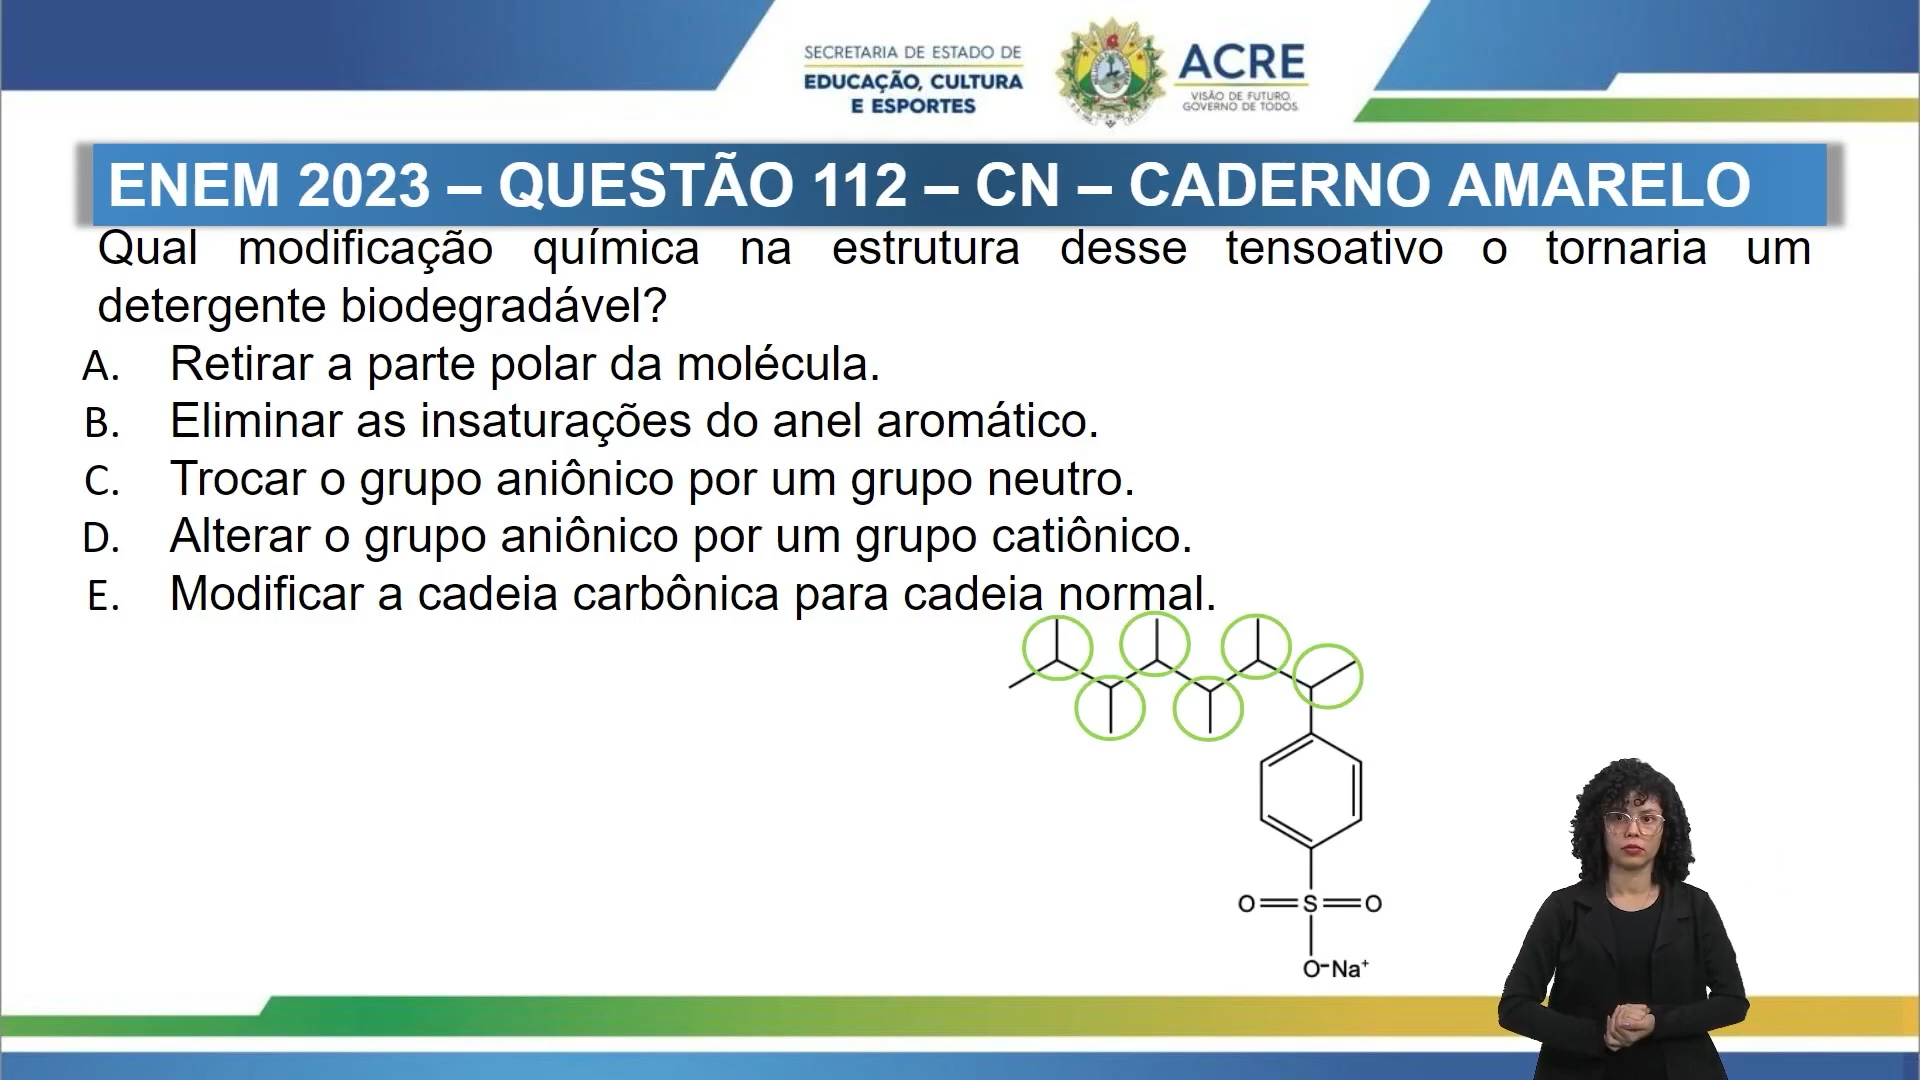 SECRETARIA DE ESTADO DE
EDUCAÇÃO, CULTURA
E ESPORTES
ACRE
VISÃO DE FUTURO.
GOVERNO DE TODOS.
ENEM 2023 – QUESTÃO 112 – CN – CADERNO AMARELO
Qual modificação química na estrutura desse tensoativo o tornaria um
detergente biodegradável?
A. Retirar a parte polar da molécula.
B. Eliminar as insaturações do anel aromático.
C. Trocar o grupo aniônico por um grupo neutro.
D. Alterar o grupo aniônico por um grupo catiônico.
E. Modificar a cadeia carbônica para cadeia normal.
O=S=O
O⁻Na⁺